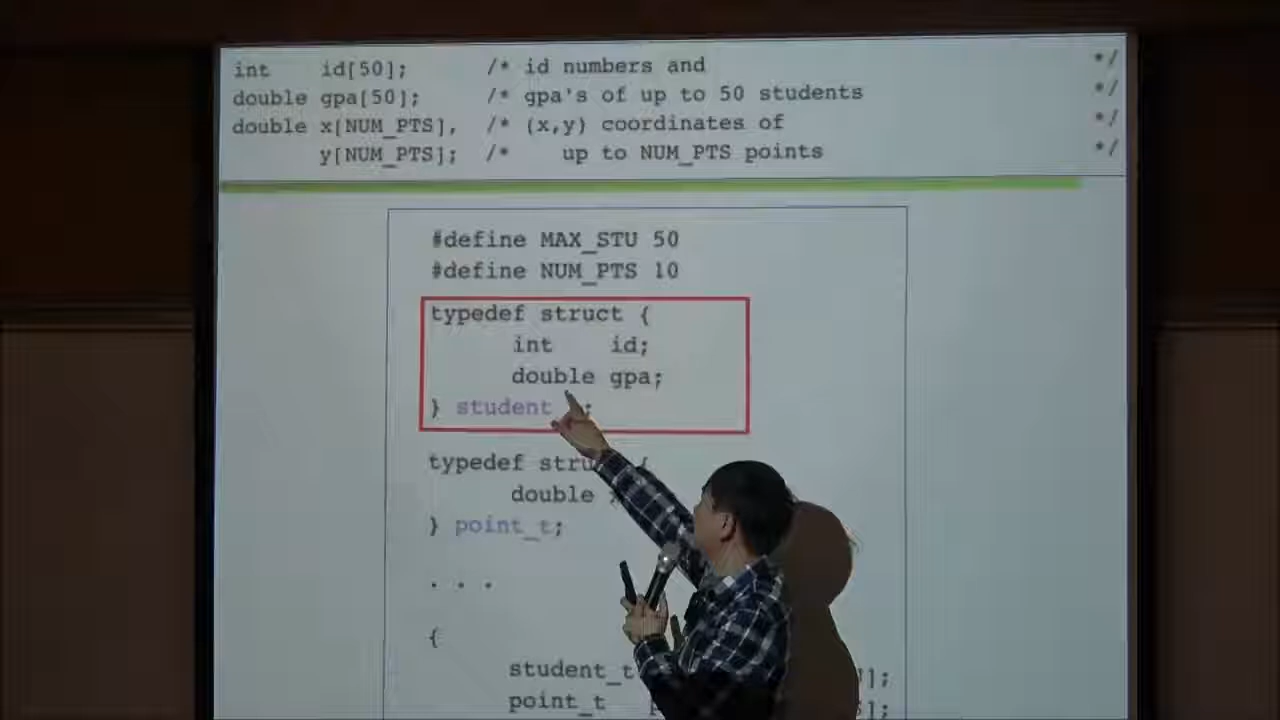 int    id[50];      /* id numbers and                               */
double gpa[50];     /* gpa's of up to 50 students                   */
double x[NUM_PTS],  /* (x,y) coordinates of                         */
       y[NUM_PTS];  /*    up to NUM_PTS points                      */
#define MAX_STU 50
#define NUM_PTS 10
typedef struct {
int    id;
double gpa;
} student ;
typedef {
double
} point_t;
. . .
{
student_t ];
point_t ];